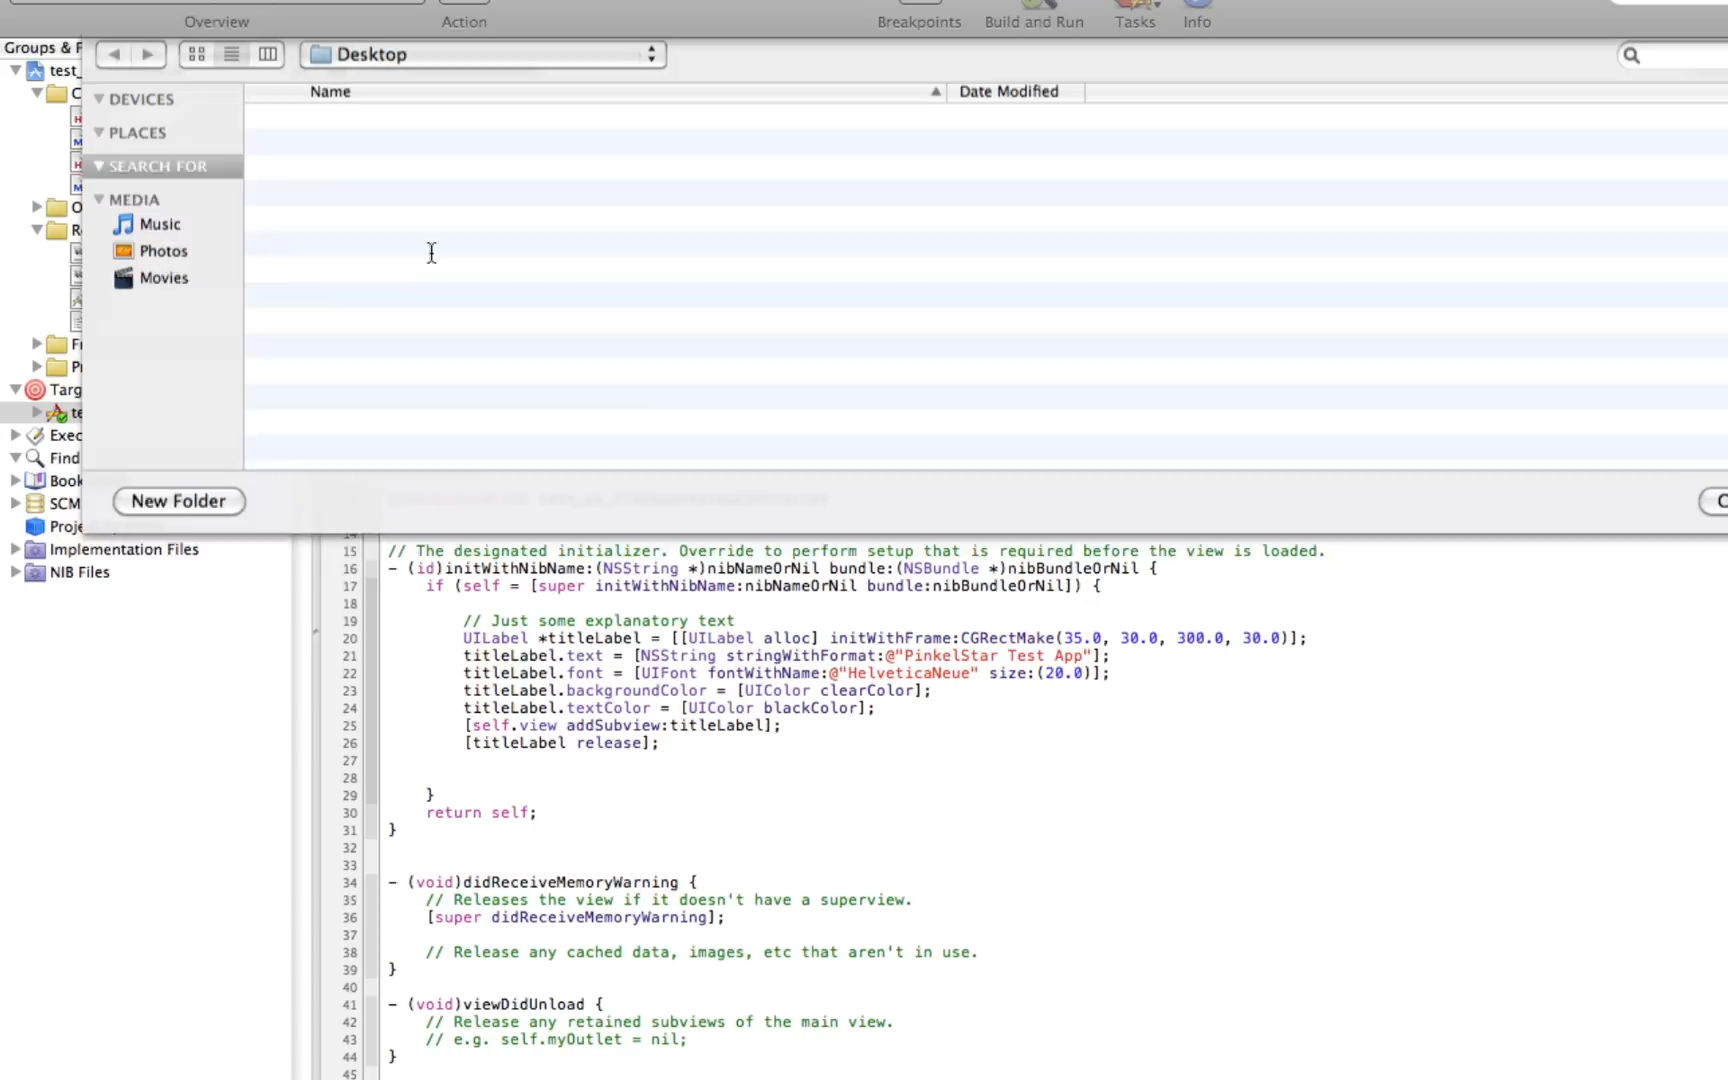 Overview Action Breakpoints Build and Run Tasks Info
Groups & F
Desktop
test_
Name Date Modified
DEVICES
PLACES
SEARCH FOR
MEDIA
Music
Photos
Movies
Targ
te
Exec
Find
Book
SCM
Proje
Implementation Files
NIB Files
New Folder
15 // The designated initializer. Override to perform setup that is required before the view is loaded.
16 - (id)initWithNibName:(NSString *)nibNameOrNil bundle:(NSBundle *)nibBundleOrNil {
17 if (self = [super initWithNibName:nibNameOrNil bundle:nibBundleOrNil]) {
18
19 // Just some explanatory text
20 UILabel *titleLabel = [[UILabel alloc] initWithFrame:CGRectMake(35.0, 30.0, 300.0, 30.0)];
21 titleLabel.text = [NSString stringWithFormat:@"PinkelStar Test App"];
22 titleLabel.font = [UIFont fontWithName:@"HelveticaNeue" size:(20.0)];
23 titleLabel.backgroundColor = [UIColor clearColor];
24 titleLabel.textColor = [UIColor blackColor];
25 [self.view addSubview:titleLabel];
26 [titleLabel release];
27
28
29 }
30 return self;
31 }
32
33
34 - (void)didReceiveMemoryWarning {
35 // Releases the view if it doesn't have a superview.
36 [super didReceiveMemoryWarning];
37
38 // Release any cached data, images, etc that aren't in use.
39 }
40
41 - (void)viewDidUnload {
42 // Release any retained subviews of the main view.
43 // e.g. self.myOutlet = nil;
44 }
45